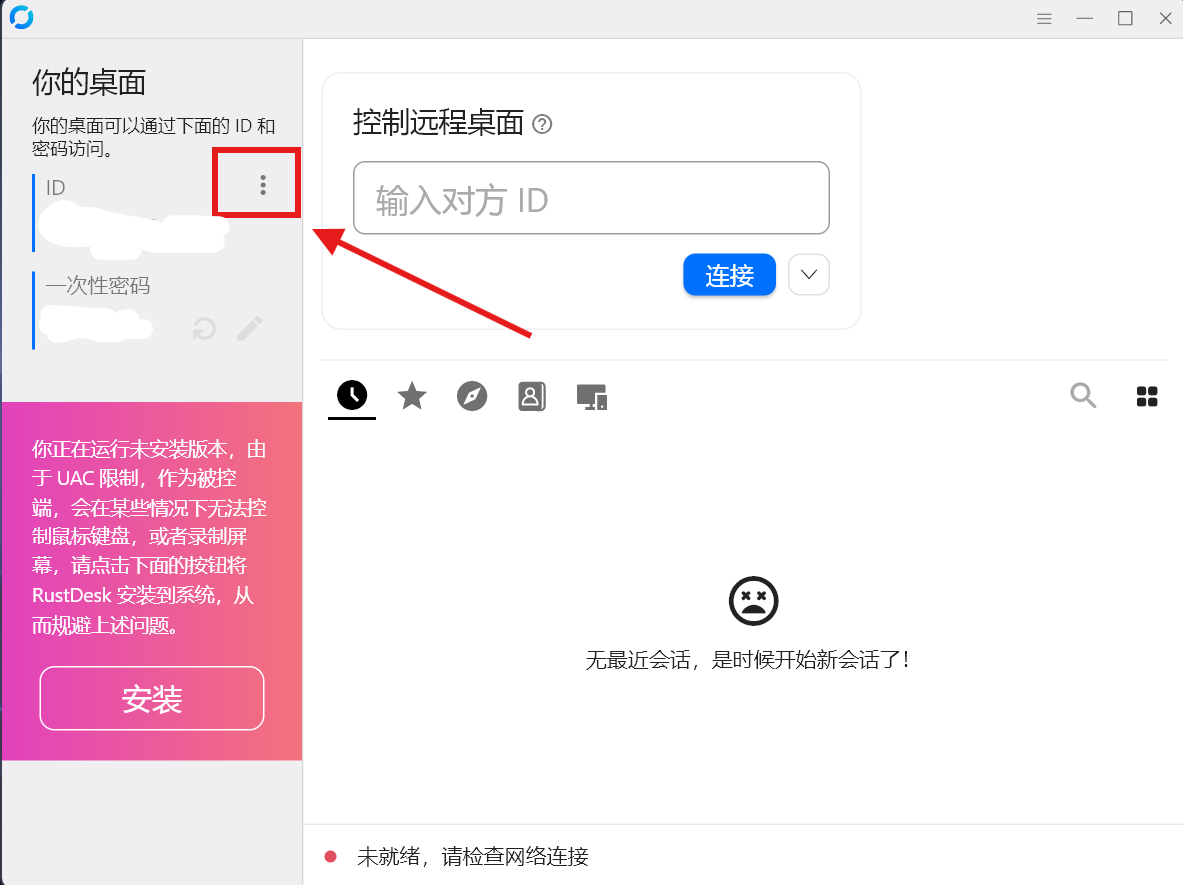 你的桌面
你的桌面可以通过下面的 ID 和
密码访问。
ID
一次性密码
你正在运行未安装版本，由
于 UAC 限制，作为被控
端，会在某些情况下无法控
制鼠标键盘，或者录制屏
幕，请点击下面的按钮将
RustDesk 安装到系统，从
而规避上述问题。
安装
控制远程桌面
输入对方 ID
连接
无最近会话，是时候开始新会话了！
未就绪，请检查网络连接